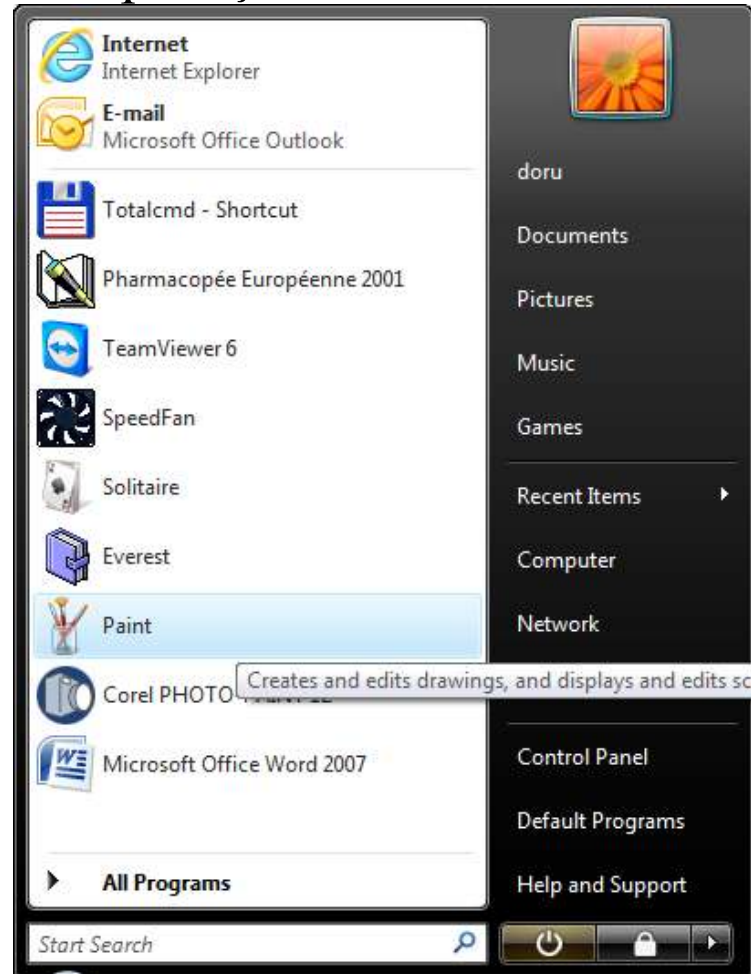 Internet
Internet Explorer
E-mail
Microsoft Office Outlook
Totalcmd - Shortcut
Pharmacopée Européenne 2001
TeamViewer 6
SpeedFan
Solitaire
Everest
Paint
Creates and edits drawings, and displays and edits
Corel
Microsoft Office Word 2007
All Programs
Start Search
doru
Documents
Pictures
Music
Games
Recent Items
Computer
Network
Control Panel
Default Programs
Help and Support